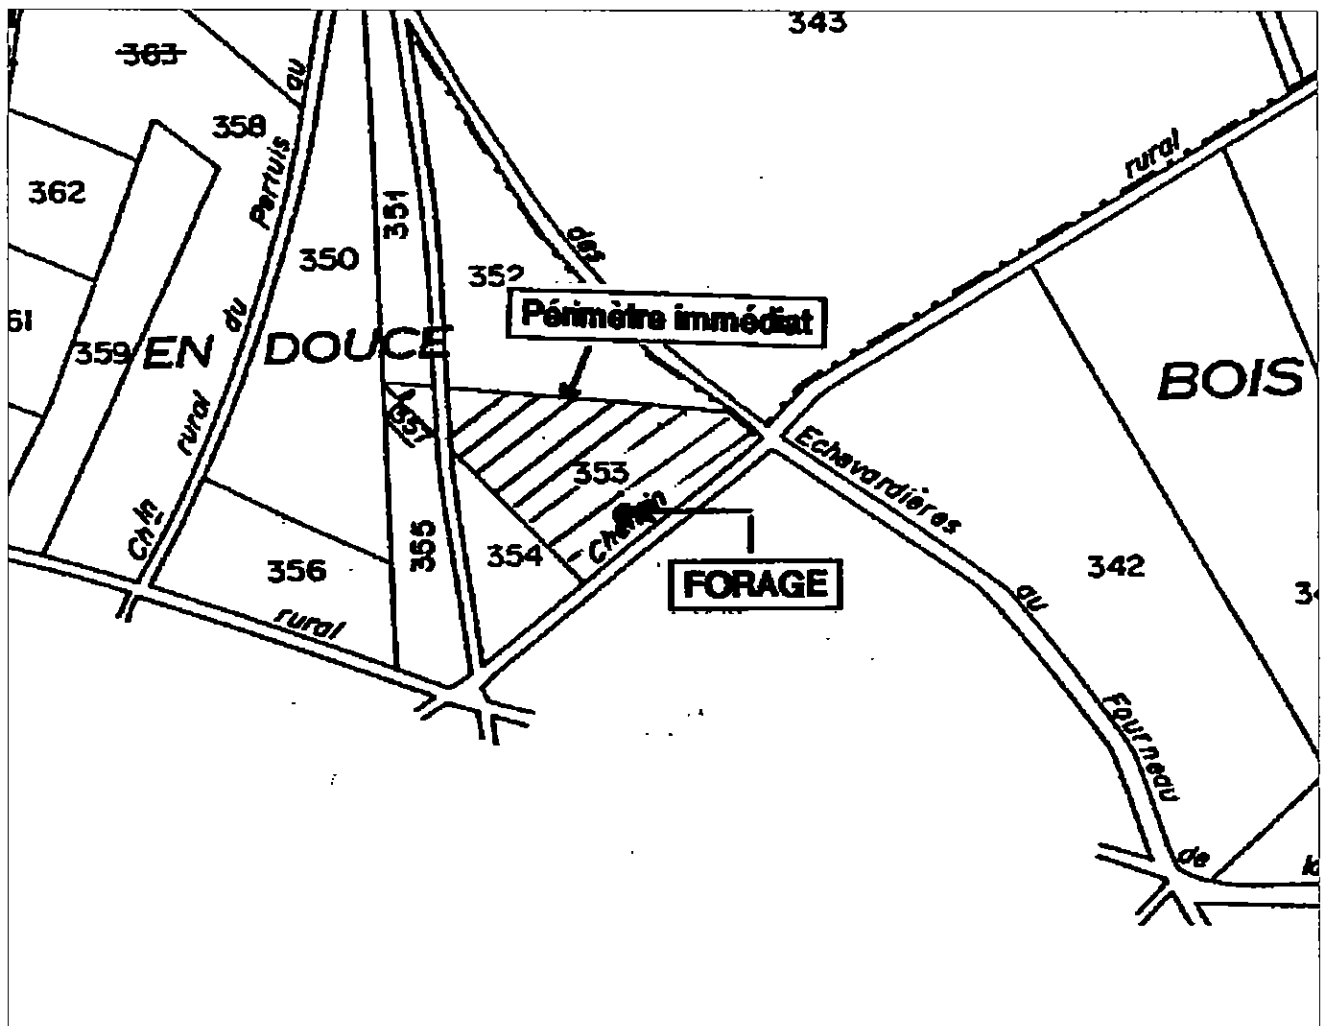 343
363
au
358
rural
Pertuis
362
351
350
des
352
61
Périmètre immédiat
du
EN DOUCE
359
BOIS
rural
357
Echavardières
353
Chemin
Chin
355
354
342
356
FORAGE
au
rural
Fourneau
de
la